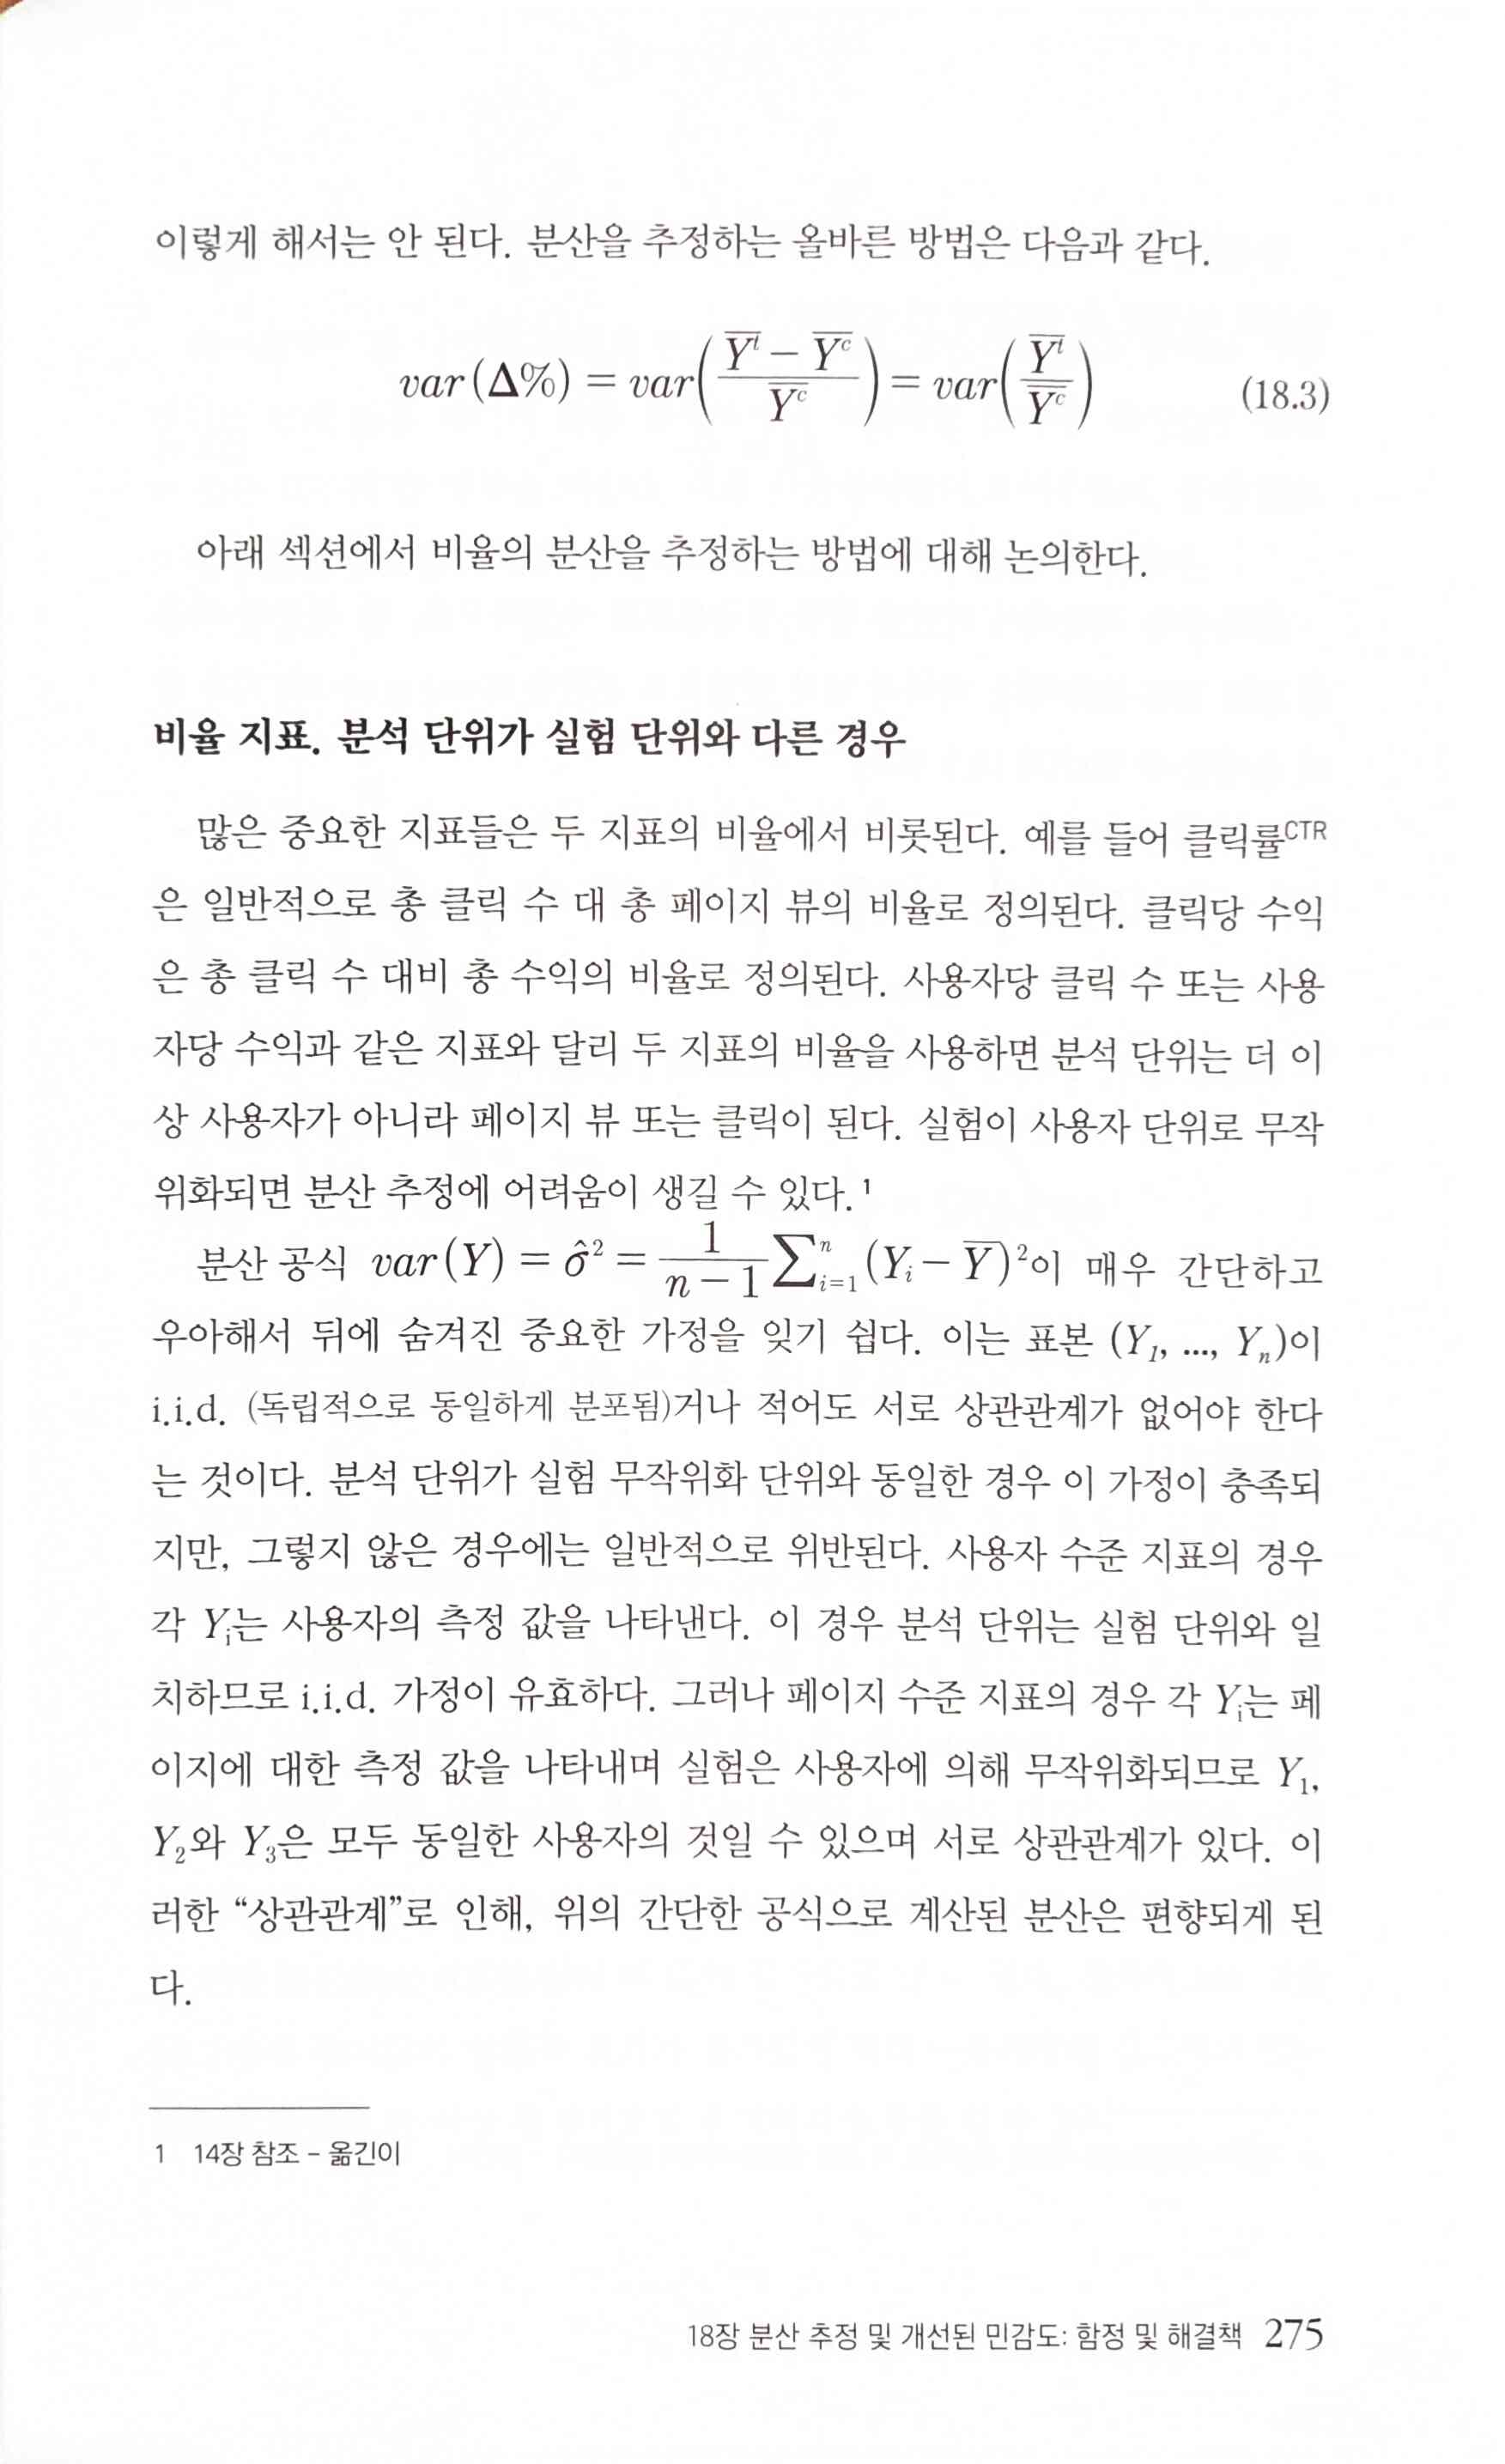 이렇게 해서는 안 된다. 분산을 추정하는 올바른 방법은 다음과 같다.
$var(\Delta\%) = var\left(\frac{\overline{Y^t} - \overline{Y^c}}{\overline{Y^c}}\right) = var\left(\frac{\overline{Y^t}}{\overline{Y^c}}\right)$ (18.3)
아래 섹션에서 비율의 분산을 추정하는 방법에 대해 논의한다.
비율 지표. 분석 단위가 실험 단위와 다른 경우
많은 중요한 지표들은 두 지표의 비율에서 비롯된다. 예를 들어 클릭률CTR
은 일반적으로 총 클릭 수 대 총 페이지 뷰의 비율로 정의된다. 클릭당 수익
은 총 클릭 수 대비 총 수익의 비율로 정의된다. 사용자당 클릭 수 또는 사용
자당 수익과 같은 지표와 달리 두 지표의 비율을 사용하면 분석 단위는 더 이
상 사용자가 아니라 페이지 뷰 또는 클릭이 된다. 실험이 사용자 단위로 무작
위화되면 분산 추정에 어려움이 생길 수 있다.¹
분산 공식 $var(Y) = \hat{\sigma}^2 = \frac{1}{n-1}\sum_{i=1}^{n}(Y_i - \overline{Y})^2$이 매우 간단하고
우아해서 뒤에 숨겨진 중요한 가정을 잊기 쉽다. 이는 표본 ($Y_1$, ..., $Y_n$)이
i.i.d. (독립적으로 동일하게 분포됨)거나 적어도 서로 상관관계가 없어야 한다
는 것이다. 분석 단위가 실험 무작위화 단위와 동일한 경우 이 가정이 충족되
지만, 그렇지 않은 경우에는 일반적으로 위반된다. 사용자 수준 지표의 경우
각 $Y_i$는 사용자의 측정 값을 나타낸다. 이 경우 분석 단위는 실험 단위와 일
치하므로 i.i.d. 가정이 유효하다. 그러나 페이지 수준 지표의 경우 각 $Y_i$는 페
이지에 대한 측정 값을 나타내며 실험은 사용자에 의해 무작위화되므로 $Y_1$,
$Y_2$와 $Y_3$은 모두 동일한 사용자의 것일 수 있으며 서로 상관관계가 있다. 이
러한 “상관관계”로 인해, 위의 간단한 공식으로 계산된 분산은 편향되게 된
다.
1 14장 참조 – 옮긴이
18장 분산 추정 및 개선된 민감도: 함정 및 해결책 275